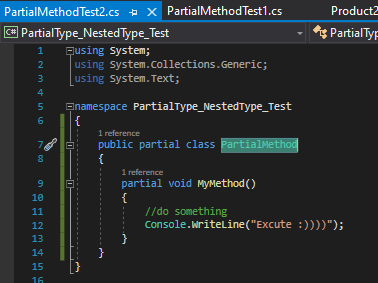 PartialMethodTest2.cs PartialMethodTest1.cs Product2
C# PartialType_NestedType_Test PartialTyp
1 using System;
2 using System.Collections.Generic;
3 using System.Text;
4
5 namespace PartialType_NestedType_Test
6 {
1 reference
7 public partial class PartialMethod
8 {
1 reference
9 partial void MyMethod()
10 {
11 //do something
12 Console.WriteLine("Excute :))))");
13 }
14 }
15 }